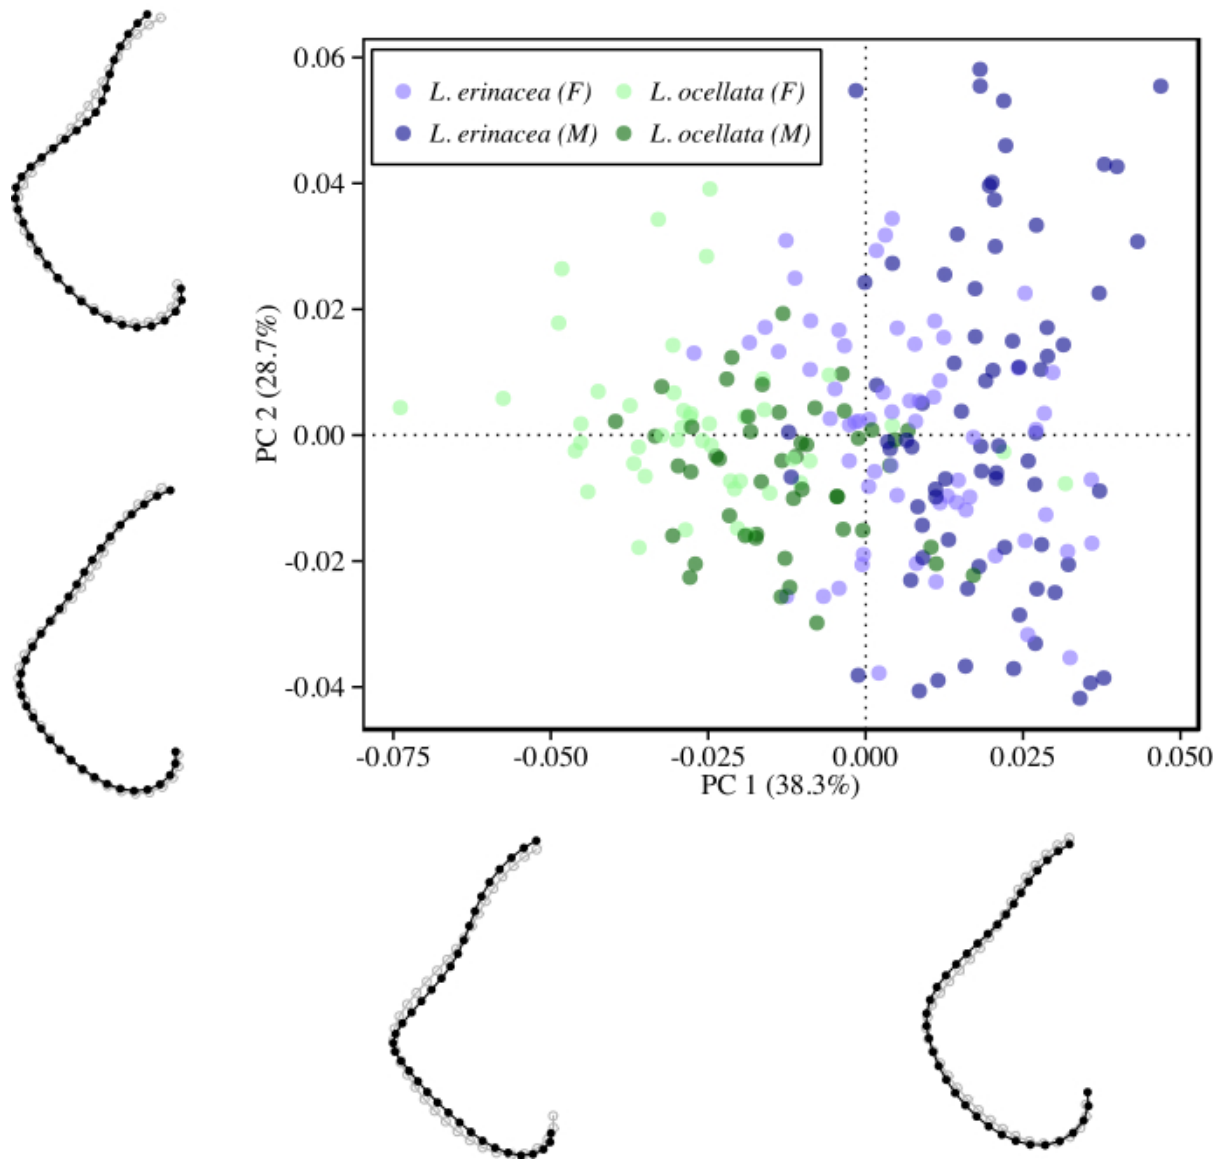 0.06
0.04
0.02
0.00
-0.02
-0.04
PC 2 (28.7%)
L. erinacea (F) L. ocellata (F)
L. erinacea (M) L. ocellata (M)
-0.075 -0.050 -0.025 0.000 0.025 0.050
PC 1 (38.3%)